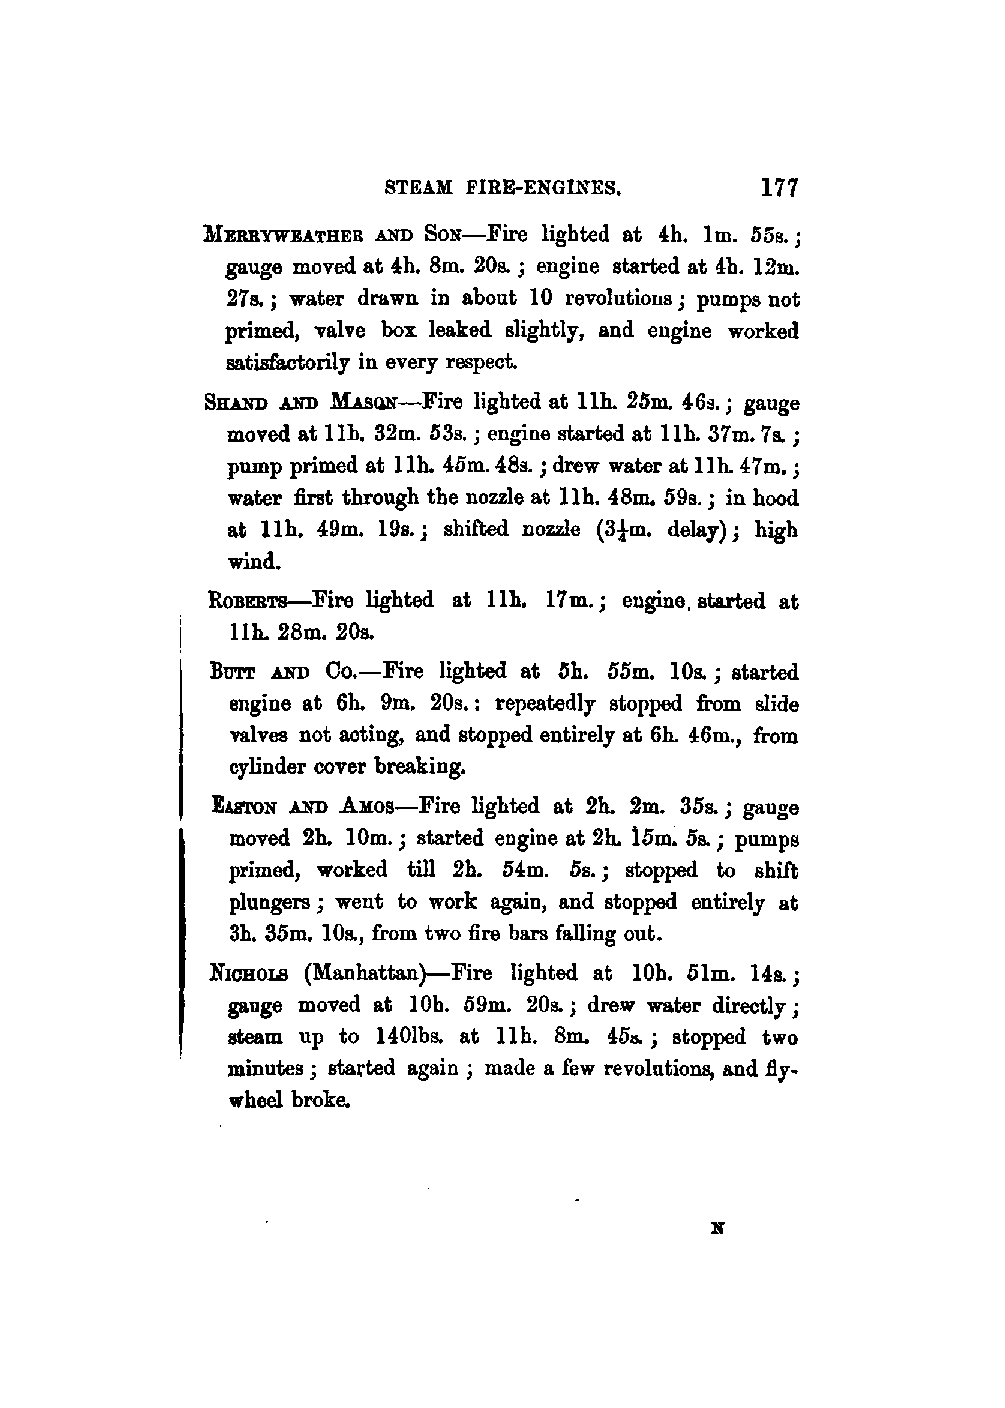 STEAM FIRE-ENGINES. 177
MERRYWEATHER AND SON—Fire lighted at 4h. 1m. 55s.;
gauge moved at 4h. 8m. 20s.; engine started at 4h. 12m.
27s.; water drawn in about 10 revolutions; pumps not
primed, valve box leaked slightly, and engine worked
satisfactorily in every respect.
SHAND AND MASON—Fire lighted at 11h. 25m. 46s.; gauge
moved at 11h. 32m. 53s.; engine started at 11h. 37m. 7s.;
pump primed at 11h. 45m. 48s.; drew water at 11h. 47m.;
water first through the nozzle at 11h. 48m. 59s.; in hood
at 11h. 49m. 19s.; shifted nozzle (3½m. delay); high
wind.
ROBERTS—Fire lighted at 11h. 17m.; engine started at
11h. 28m. 20s.
BUTT AND CO.—Fire lighted at 5h. 55m. 10s.; started
engine at 6h. 9m. 20s.: repeatedly stopped from slide
valves not acting, and stopped entirely at 6h. 46m., from
cylinder cover breaking.
EASTON AND AMOS—Fire lighted at 2h. 2m. 35s.; gauge
moved 2h. 10m.; started engine at 2h. 15m. 5s.; pumps
primed, worked till 2h. 54m. 5s.; stopped to shift
plungers; went to work again, and stopped entirely at
3h. 35m. 10s., from two fire bars falling out.
NICHOLS (Manhattan)—Fire lighted at 10h. 51m. 14s.;
gauge moved at 10h. 59m. 20s.; drew water directly;
steam up to 140lbs. at 11h. 8m. 45s.; stopped two
minutes; started again; made a few revolutions, and fly-
wheel broke.
N